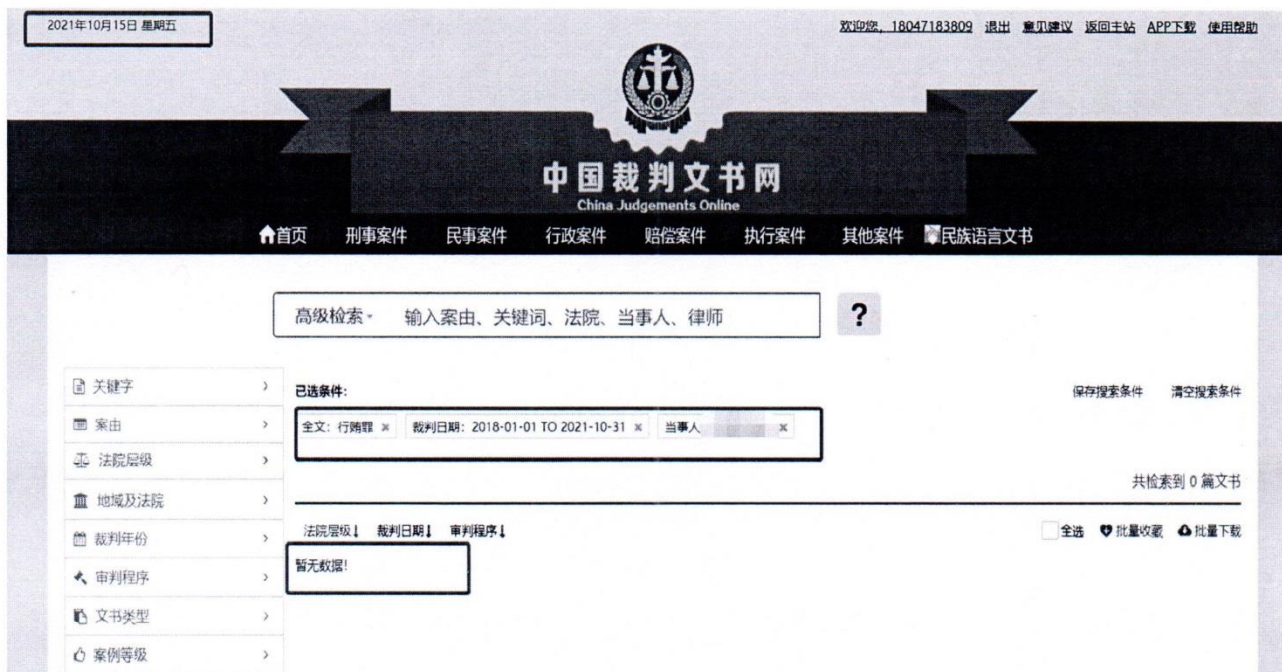 2021年10月15日 星期五
欢迎您，18047183809 退出 意见建议 返回主站 APP下载 使用帮助
中国裁判文书网
China Judgements Online
首页 刑事案件 民事案件 行政案件 赔偿案件 执行案件 其他案件 民族语言文书
高级检索 输入案由、关键词、法院、当事人、律师 ?
关键字
案由
法院层级
地域及法院
裁判年份
审判程序
文书类型
案例等级
已选条件:
保存搜索条件 清空搜索条件
全文：行贿罪 × 裁判日期：2018-01-01 TO 2021-10-31 × 当事人 ×
共检索到 0 篇文书
法院层级↓ 裁判日期↓ 审判程序↓
全选 批量收藏 批量下载
暂无数据!